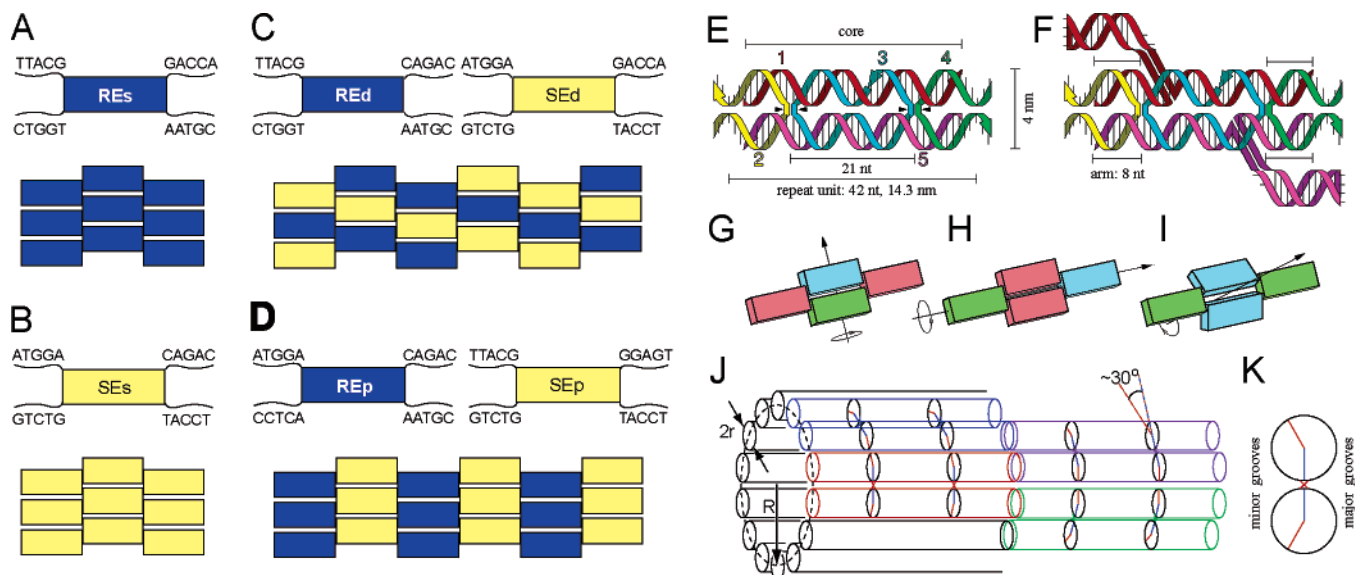 A
TTACG GACCA
REs
CTGGT AATGC
B
ATGGA CAGAC
SEs
GTCTG TACCT
C
TTACG CAGAC ATGGA GACCA
REd SEd
CTGGT AATGC GTCTG TACCT
D
ATGGA CAGAC TTACG GGAGT
REp SEp
CCTCA AATGC GTCTG TACCT
E
core
1 3 4
2 5
21 nt
repeat unit: 42 nt, 14.3 nm
4 nm
F
arm: 8 nt
G
H
I
J
~30°
2r
R
K
minor grooves
major grooves